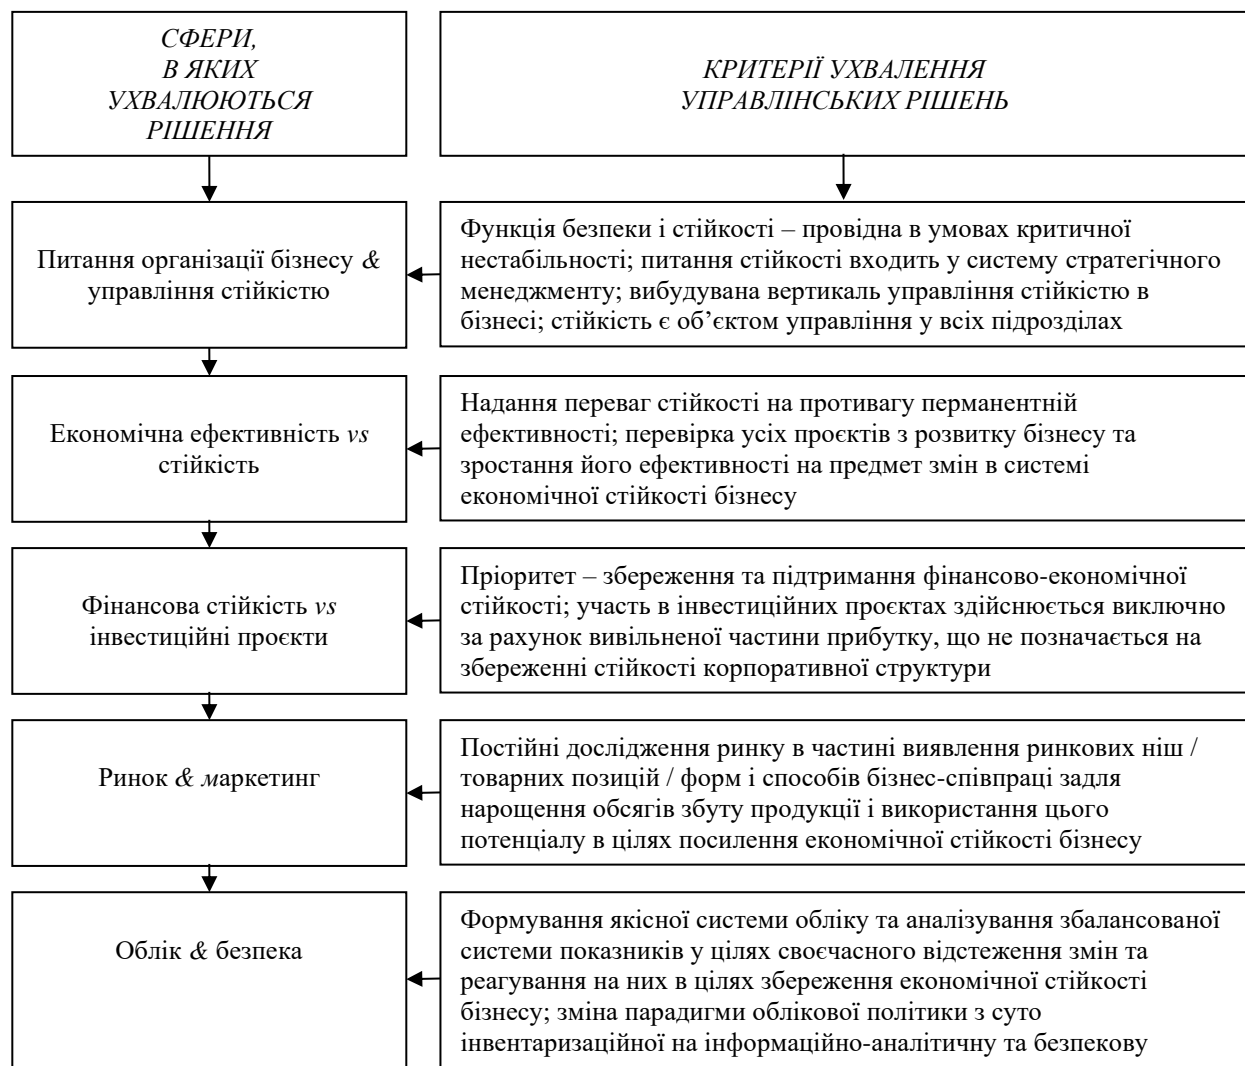 СФЕРИ,
В ЯКИХ
УХВАЛЮЮТЬСЯ
РІШЕННЯ
КРИТЕРІЇ УХВАЛЕННЯ
УПРАВЛІНСЬКИХ РІШЕНЬ
Питання організації бізнесу &
управління стійкістю
Функція безпеки і стійкості – провідна в умовах критичної
нестабільності; питання стійкості входить у систему стратегічного
менеджменту; вибудувана вертикаль управління стійкістю в
бізнесі; стійкість є об’єктом управління у всіх підрозділах
Економічна ефективність vs
стійкість
Надання переваг стійкості на противагу перманентній
ефективності; перевірка усіх проєктів з розвитку бізнесу та
зростання його ефективності на предмет змін в системі
економічної стійкості бізнесу
Фінансова стійкість vs
інвестиційні проєкти
Пріоритет – збереження та підтримання фінансово-економічної
стійкості; участь в інвестиційних проєктах здійснюється виключно
за рахунок вивільненої частини прибутку, що не позначається на
збереженні стійкості корпоративної структури
Ринок & маркетинг
Постійні дослідження ринку в частині виявлення ринкових ніш /
товарних позицій / форм і способів бізнес-співпраці задля
нарощення обсягів збуту продукції і використання цього
потенціалу в цілях посилення економічної стійкості бізнесу
Облік & безпека
Формування якісної системи обліку та аналізування збалансованої
системи показників у цілях своєчасного відстеження змін та
реагування на них в цілях збереження економічної стійкості
бізнесу; зміна парадигми облікової політики з суто
інвентаризаційної на інформаційно-аналітичну та безпекову